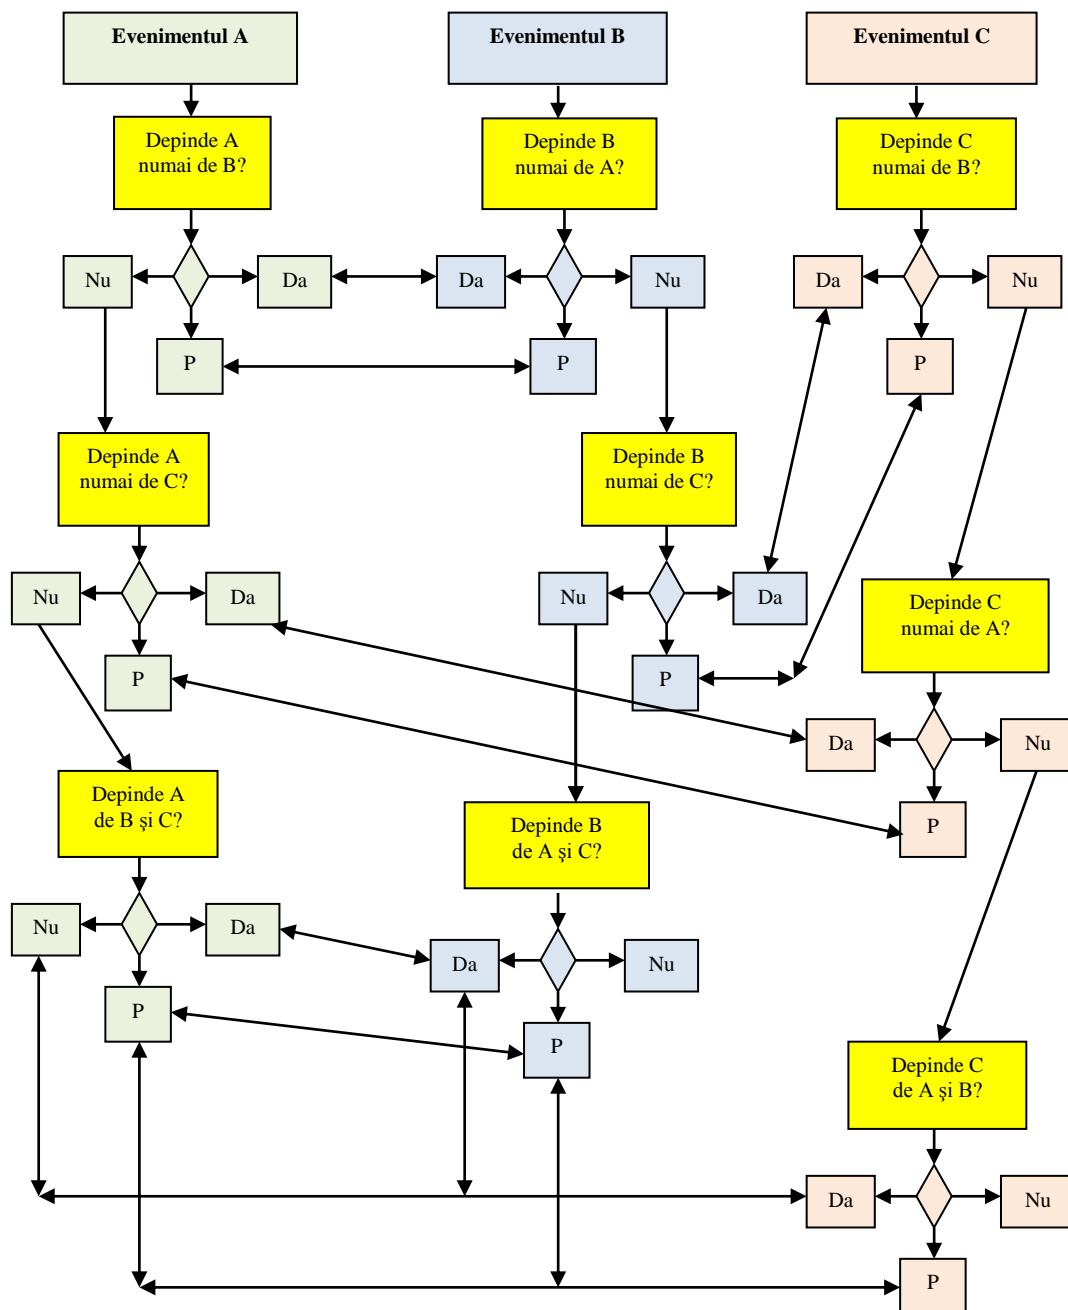 Evenimentul A
Evenimentul B
Evenimentul C
Depinde A
numai de B?
Depinde B
numai de A?
Depinde C
numai de B?
Nu
Da
Da
Nu
Da
Nu
P
P
P
Depinde A
numai de C?
Depinde B
numai de C?
Nu
Da
Nu
Da
Depinde C
numai de A?
P
P
Da
Nu
Depinde A
de B şi C?
Depinde B
de A şi C?
P
Nu
Da
Da
Nu
P
P
Depinde C
de A şi B?
Da
Nu
P